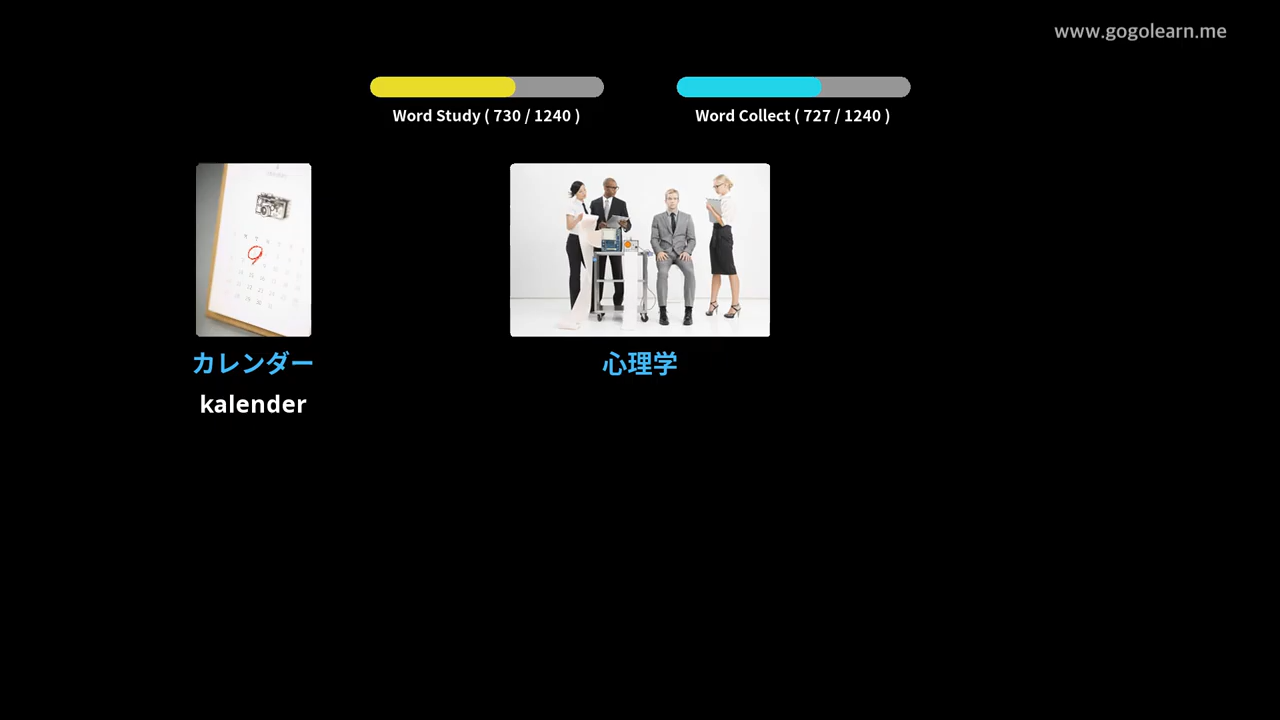 www.gogolearn.me
Word Study ( 730 / 1240 )
Word Collect ( 727 / 1240 )
カレンダー
心理学
kalender